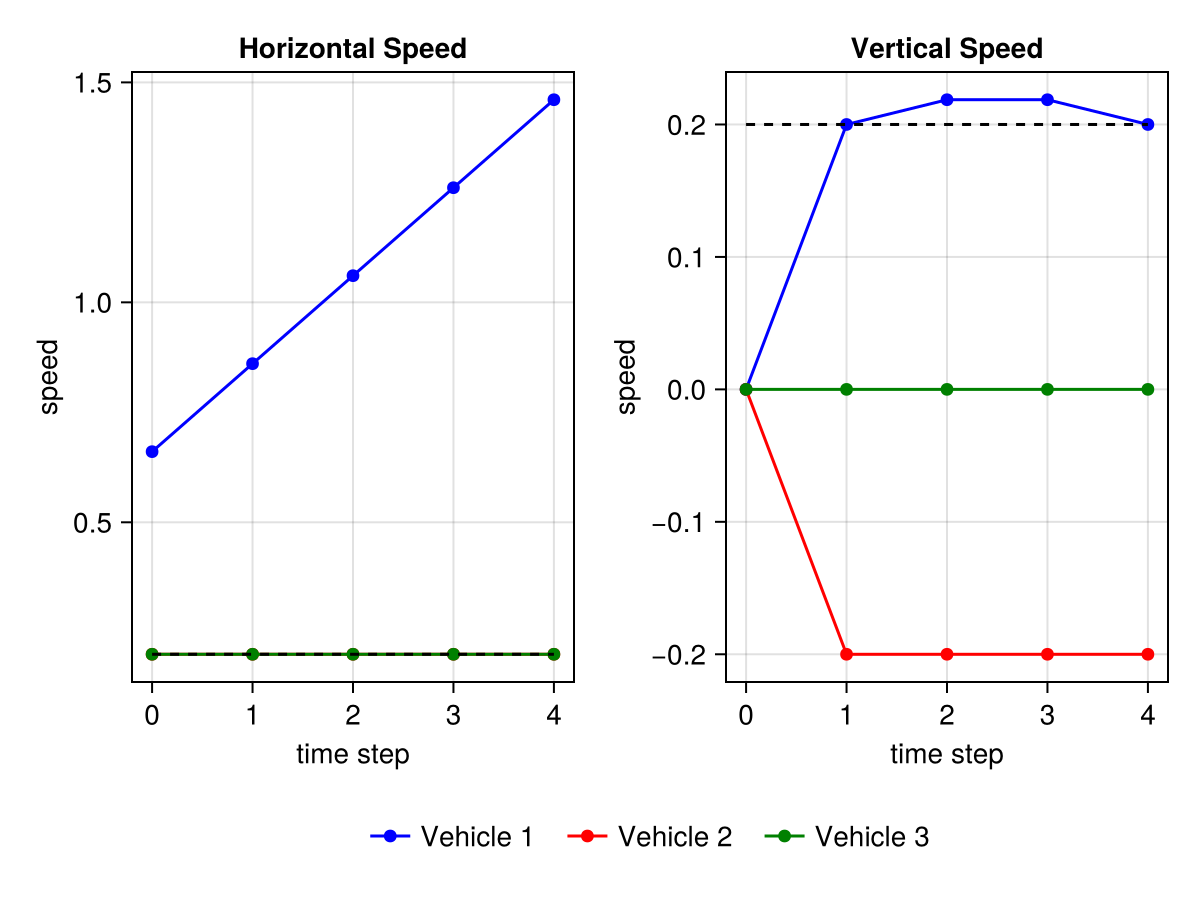 Horizontal Speed
1.5
1.0
0.5
speed
0 1 2 3 4
time step
Vertical Speed
0.2
0.1
0.0
−0.1
−0.2
speed
0 1 2 3 4
time step
Vehicle 1 Vehicle 2 Vehicle 3